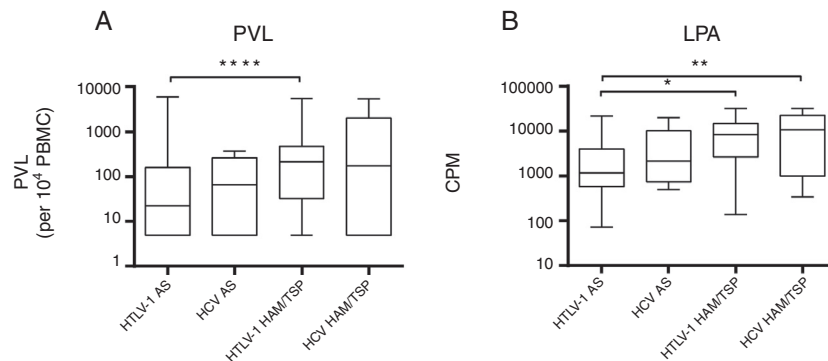 A
PVL
****
PVL
(per 10⁴ PBMC)
10000
1000
100
10
1
HTLV-1 AS
HCV AS
HTLV-1 HAM/TSP
HCV HAM/TSP
B
LPA
**
*
CPM
100000
10000
1000
100
10
HTLV-1 AS
HCV AS
HTLV-1 HAM/TSP
HCV HAM/TSP